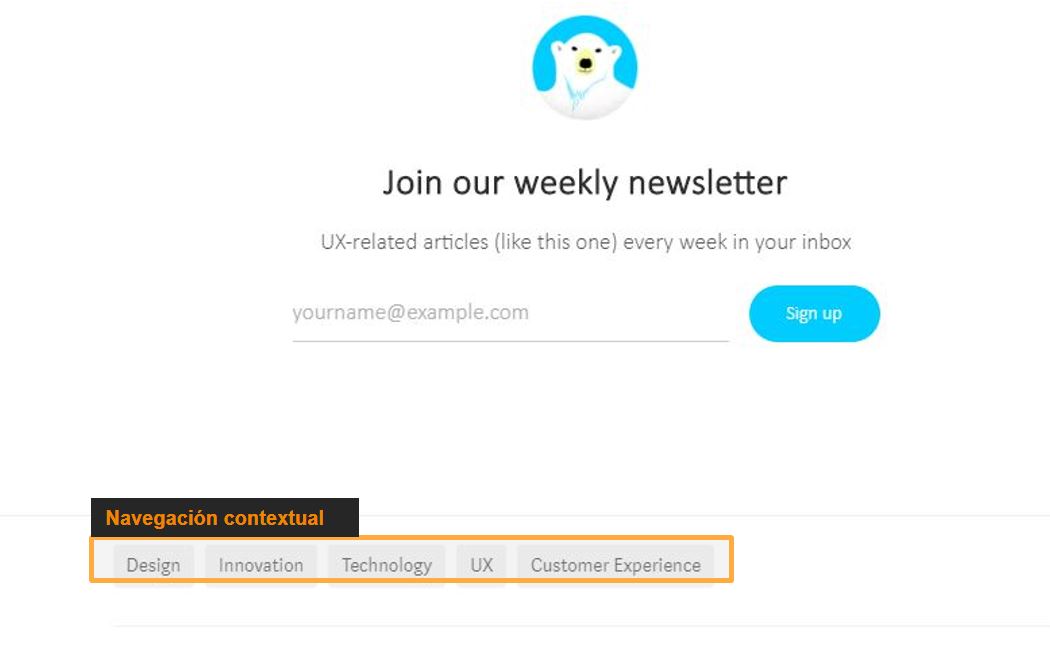 Join our weekly newsletter
UX-related articles (like this one) every week in your inbox
yourname@example.com Sign up
Navegación contextual
Design Innovation Technology UX Customer Experience